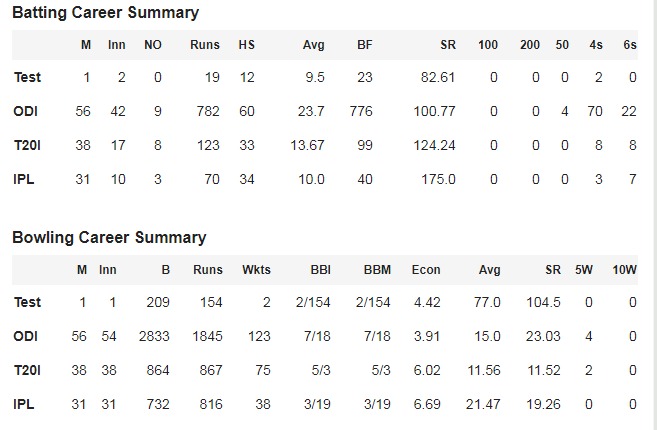 Batting Career Summary
M Inn NO Runs HS Avg BF SR 100 200 50 4s 6s
Test 1 2 0 19 12 9.5 23 82.61 0 0 0 2 0
ODI 56 42 9 782 60 23.7 776 100.77 0 0 4 70 22
T20I 38 17 8 123 33 13.67 99 124.24 0 0 0 8 8
IPL 31 10 3 70 34 10.0 40 175.0 0 0 0 3 7
Bowling Career Summary
M Inn B Runs Wkts BBI BBM Econ Avg SR 5W 10W
Test 1 1 209 154 2 2/154 2/154 4.42 77.0 104.5 0 0
ODI 56 54 2833 1845 123 7/18 7/18 3.91 15.0 23.03 4 0
T20I 38 38 864 867 75 5/3 5/3 6.02 11.56 11.52 2 0
IPL 31 31 732 816 38 3/19 3/19 6.69 21.47 19.26 0 0